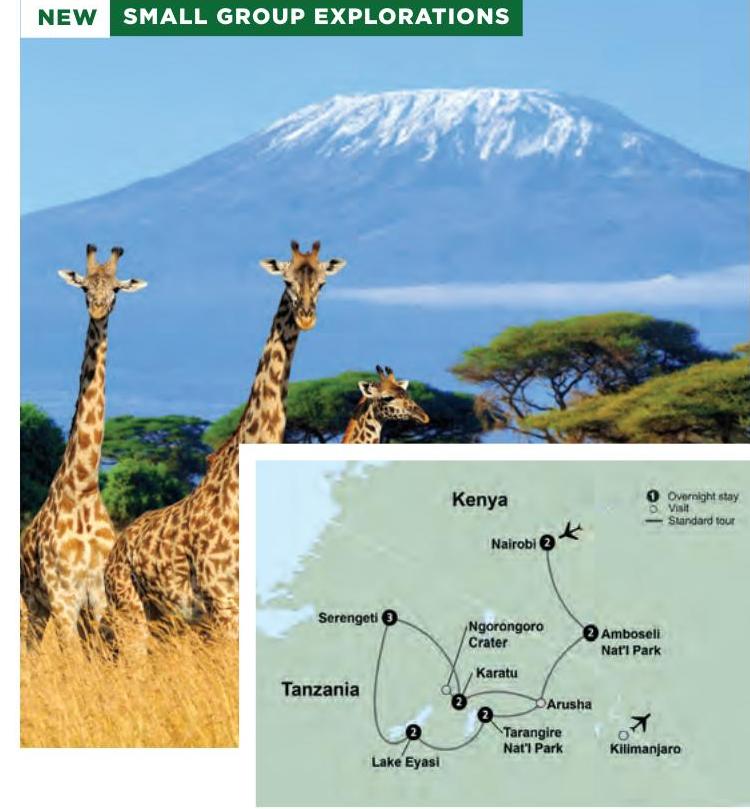 NEW SMALL GROUP EXPLORATIONS
Kenya
1 Overnight stay
Visit
Standard tour
Nairobi 2
Serengeti 3
Ngorongoro
Crater
2 Amboseli
Nat'l Park
Karatu
Tanzania
2
Arusha
2
Tarangire
Nat'l Park
2
Kilimanjaro
Lake Eyasi